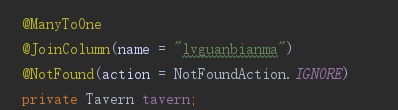 @ManyToOne
@JoinColumn(name = "lvguanbianma")
@NotFound(action = NotFoundAction.IGNORE)
private Tavern tavern;